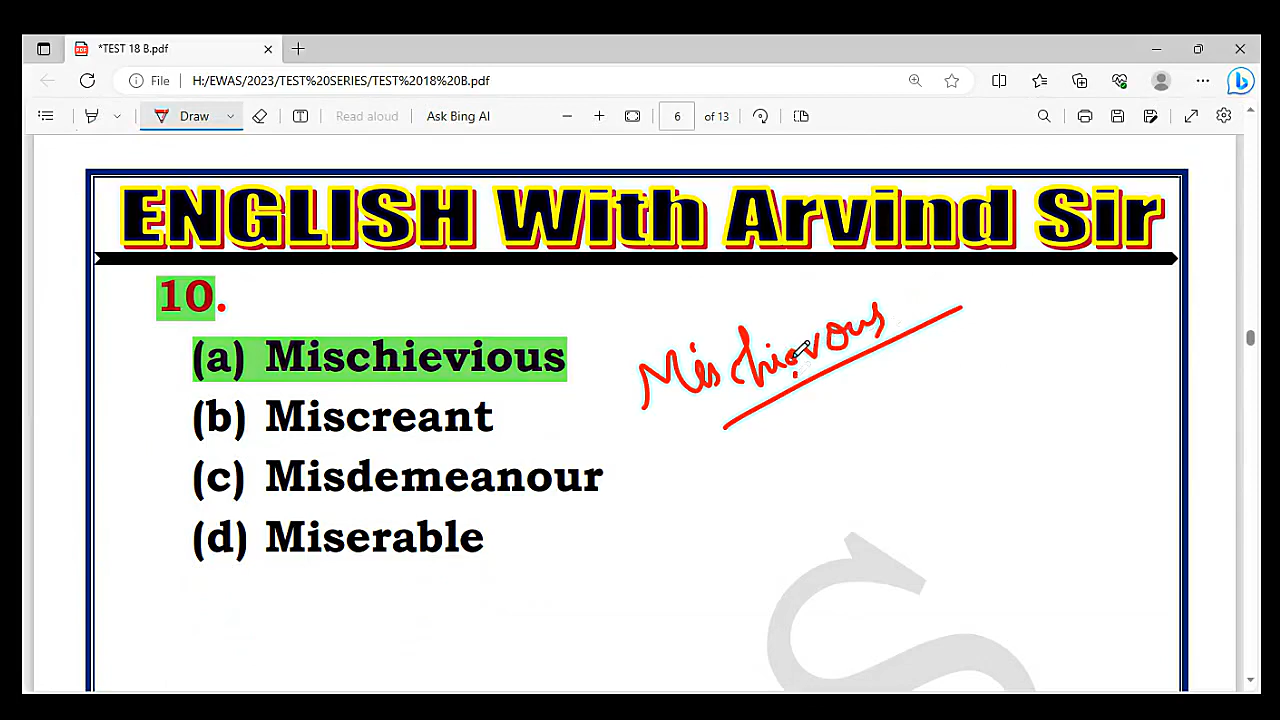 *TEST 18 B.pdf
File H:/EWAS/2023/TEST%20SERIES/TEST%2018%20B.pdf
Draw Read aloud Ask Bing AI 6 of 13
ENGLISH With Arvind Sir
10.
(a) Mischievious
Mischievous
(b) Miscreant
(c) Misdemeanour
(d) Miserable
S